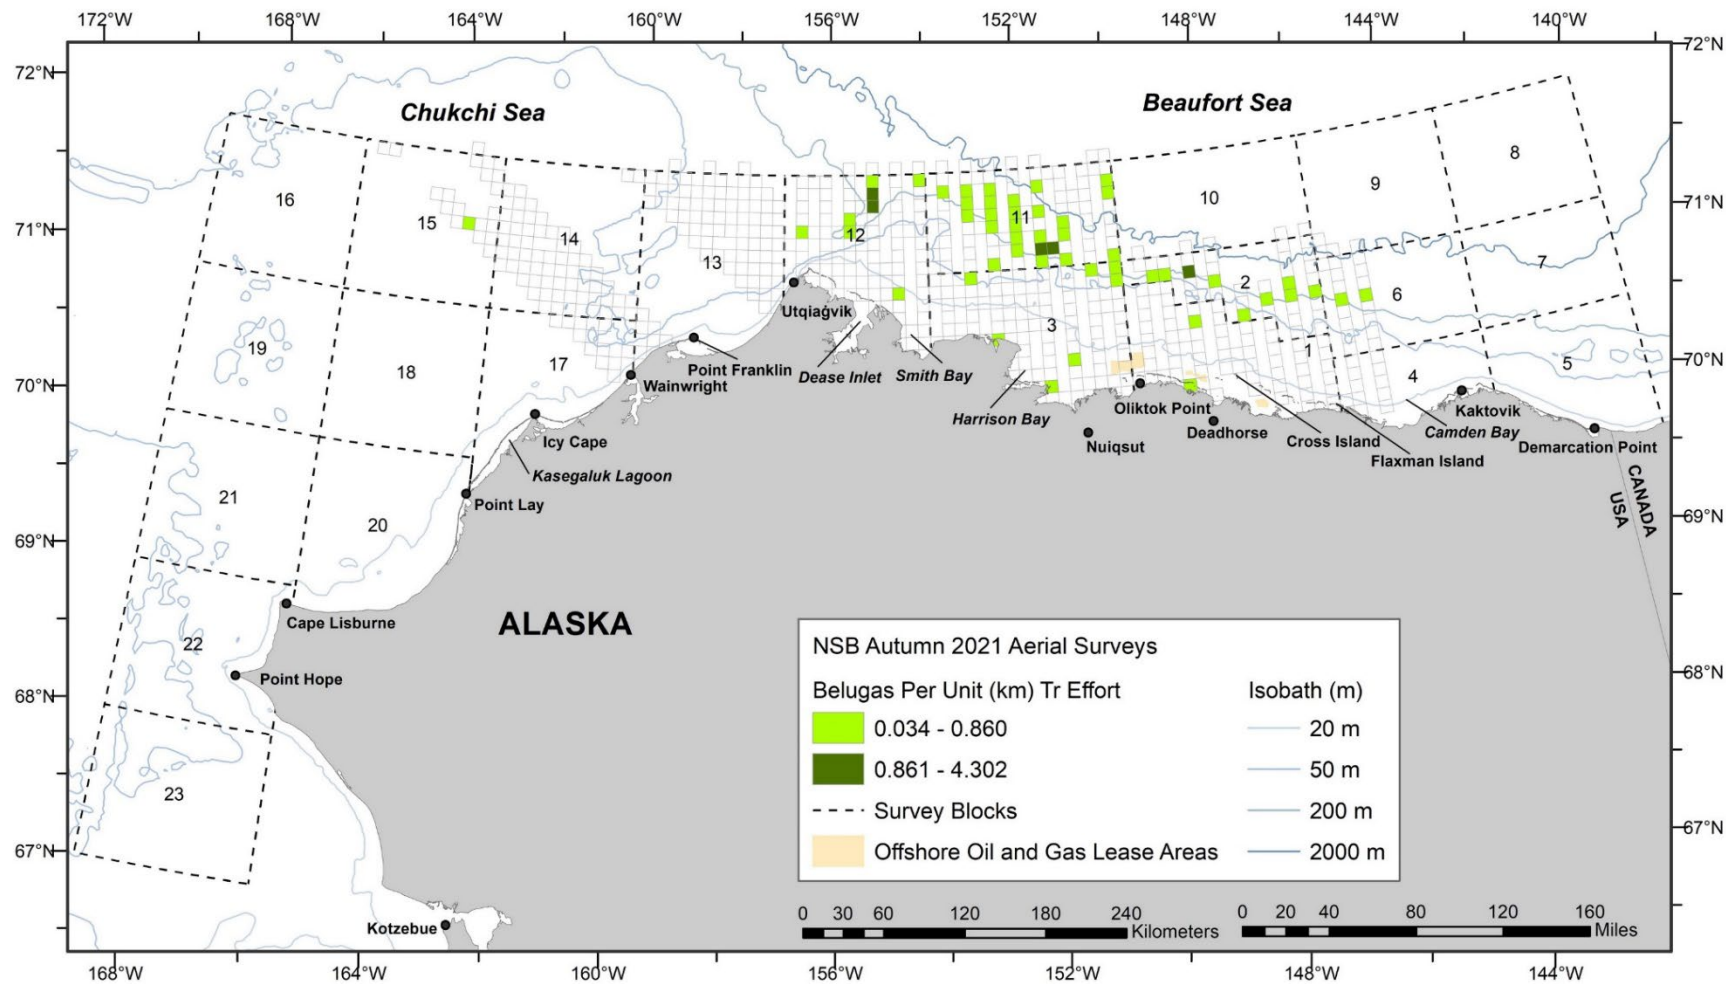 172°W 168°W 164°W 160°W 156°W 152°W 148°W 144°W 140°W
72°N 72°N
Chukchi Sea Beaufort Sea
8
9
16 10
71°N 15 14 12 11 71°N
13 7
2 6
Utqiaġvik 3
19 1
Point Franklin 5
70°N 18 17 Wainwright Dease Inlet Smith Bay 4 70°N
Harrison Bay Oliktok Point Kaktovik
Icy Cape Deadhorse Cross Island Camden Bay
Nuiqsut Flaxman Island Demarcation Point
Kasegaluk Lagoon
21 Point Lay CANADA
20 USA
69°N 69°N
Cape Lisburne ALASKA
22
Point Hope
68°N 68°N
23
67°N 67°N
Kotzebue
NSB Autumn 2021 Aerial Surveys
Belugas Per Unit (km) Tr Effort
0.034 - 0.860
0.861 - 4.302
Survey Blocks
Offshore Oil and Gas Lease Areas
Isobath (m)
20 m
50 m
200 m
2000 m
0 30 60 120 180 240
Kilometers
0 20 40 80 120 160
Miles
168°W 164°W 160°W 156°W 152°W 148°W 144°W